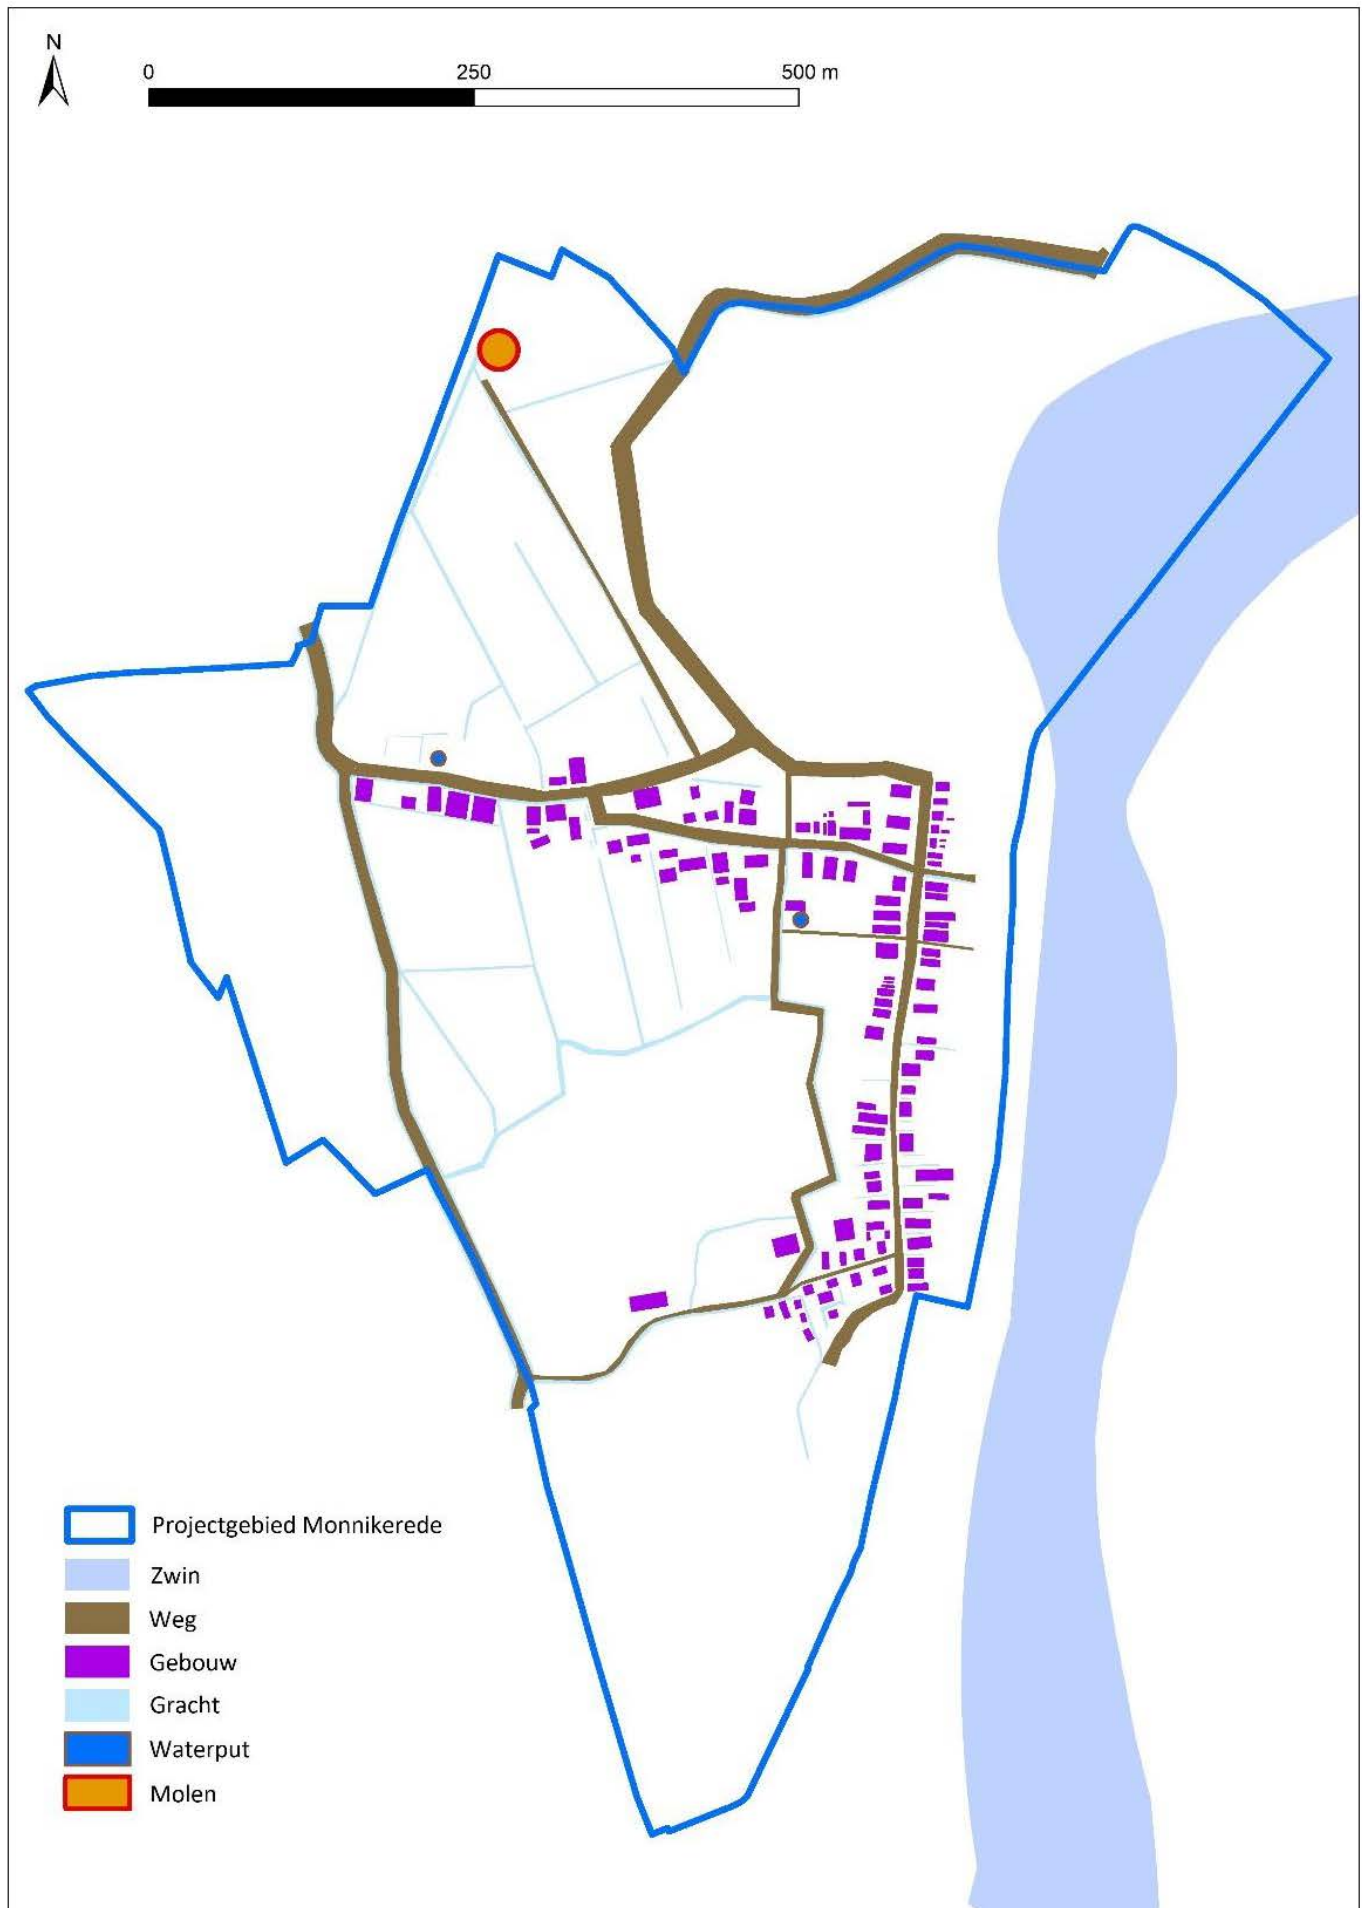 N
0 250 500 m
Projectgebied Monnikerede
Zwin
Weg
Gebouw
Gracht
Waterput
Molen